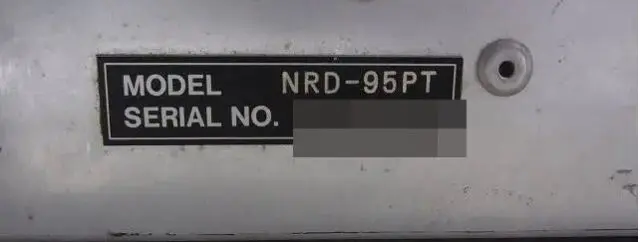 MODEL NRD-95PT
SERIAL NO.